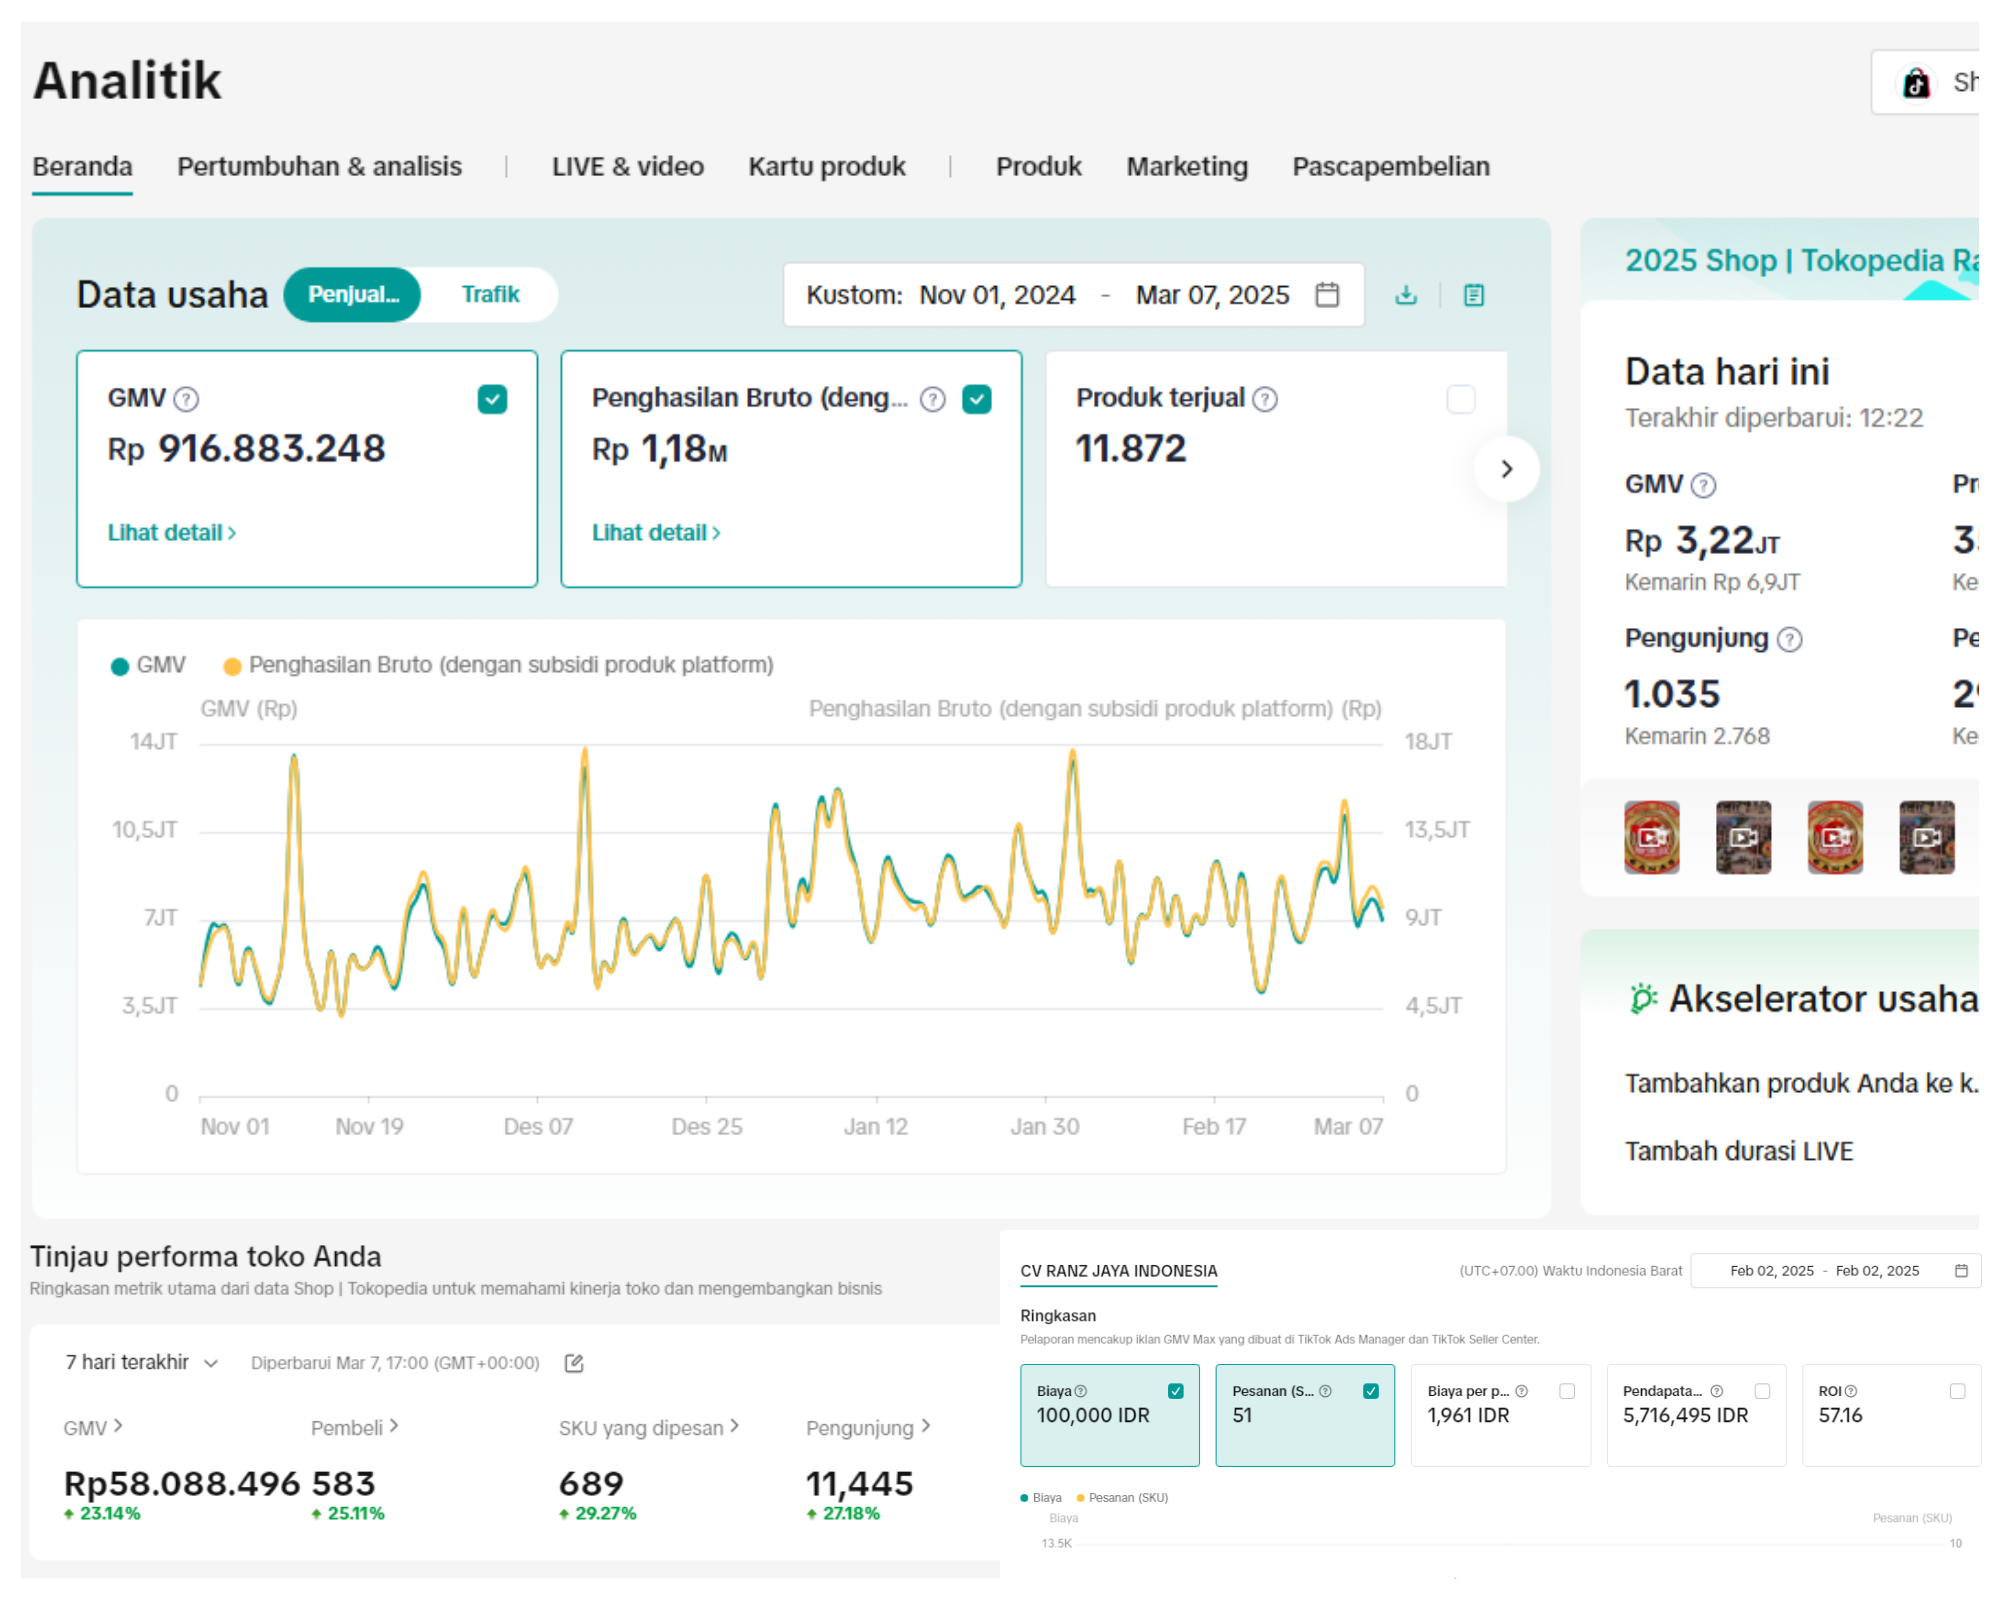 Analitik
Beranda Pertumbuhan & analisis | LIVE & video Kartu produk | Produk Marketing Pascapembelian
Data usaha Penjual... Trafik Kustom: Nov 01, 2024 - Mar 07, 2025
GMV
Rp 916.883.248
Lihat detail >
Penghasilan Bruto (deng...
Rp 1,18M
Lihat detail >
Produk terjual
11.872
GMV Penghasilan Bruto (dengan subsidi produk platform)
GMV (Rp) Penghasilan Bruto (dengan subsidi produk platform) (Rp)
14JT 18JT
10,5JT 13,5JT
7JT 9JT
3,5JT 4,5JT
0 0
Nov 01 Nov 19 Des 07 Des 25 Jan 12 Jan 30 Feb 17 Mar 07
2025 Shop | Tokopedia
Data hari ini
Terakhir diperbarui: 12:22
GMV
Rp 3,22JT
Kemarin Rp 6,9JT
Pengunjung
1.035
Kemarin 2.768
Akselerator usaha
Tambahkan produk Anda ke k.
Tambah durasi LIVE
Tinjau performa toko Anda
Ringkasan metrik utama dari data Shop | Tokopedia untuk memahami kinerja toko dan mengembangkan bisnis
7 hari terakhir Diperbarui Mar 7, 17:00 (GMT+00:00)
GMV > Pembeli > SKU yang dipesan > Pengunjung >
Rp58.088.496 583 689 11,445
23.14% 25.11% 29.27% 27.18%
CV RANZ JAYA INDONESIA (UTC+07.00) Waktu Indonesia Barat Feb 02, 2025 - Feb 02, 2025
Ringkasan
Pelaporan mencakup iklan GMV Max yang dibuat di TikTok Ads Manager dan TikTok Seller Center.
Biaya Pesanan (S... Biaya per p... Pendapata... ROI
100,000 IDR 51 1,961 IDR 5,716,495 IDR 57.16
Biaya Pesanan (SKU)
Biaya Pesanan (SKU)
13.5K 10